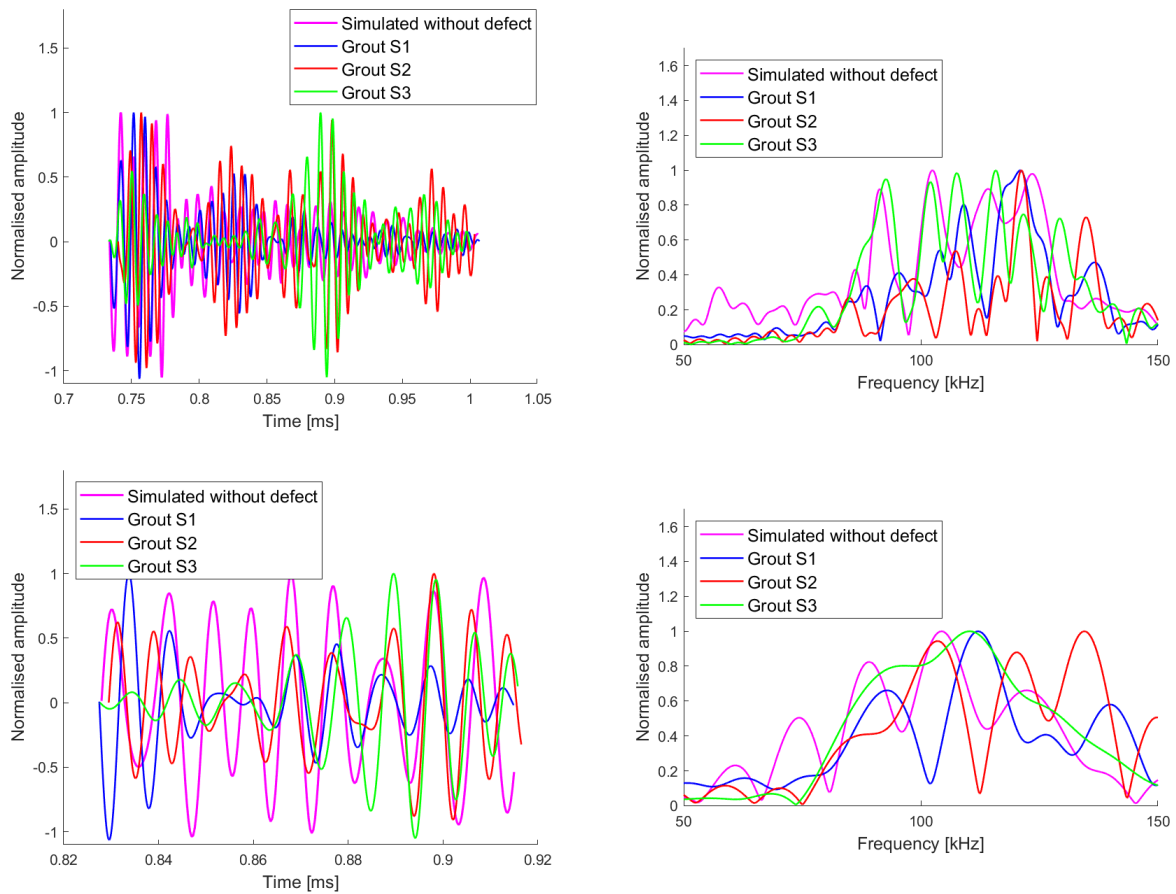 Simulated without defect
Grout S1
Grout S2
Grout S3
Normalised amplitude
1.5
1
0.5
0
-0.5
-1
0.7
0.75
0.8
0.85
0.9
0.95
1
1.05
Time [ms]
Simulated without defect
Grout S1
Grout S2
Grout S3
Normalised amplitude
1.6
1.4
1.2
1
0.8
0.6
0.4
0.2
0
50
100
150
Frequency [kHz]
Simulated without defect
Grout S1
Grout S2
Grout S3
Normalised amplitude
1.5
1
0.5
0
-0.5
-1
0.82
0.84
0.86
0.88
0.9
0.92
Time [ms]
Simulated without defect
Grout S1
Grout S2
Grout S3
Normalised amplitude
1.6
1.4
1.2
1
0.8
0.6
0.4
0.2
0
50
100
150
Frequency [kHz]